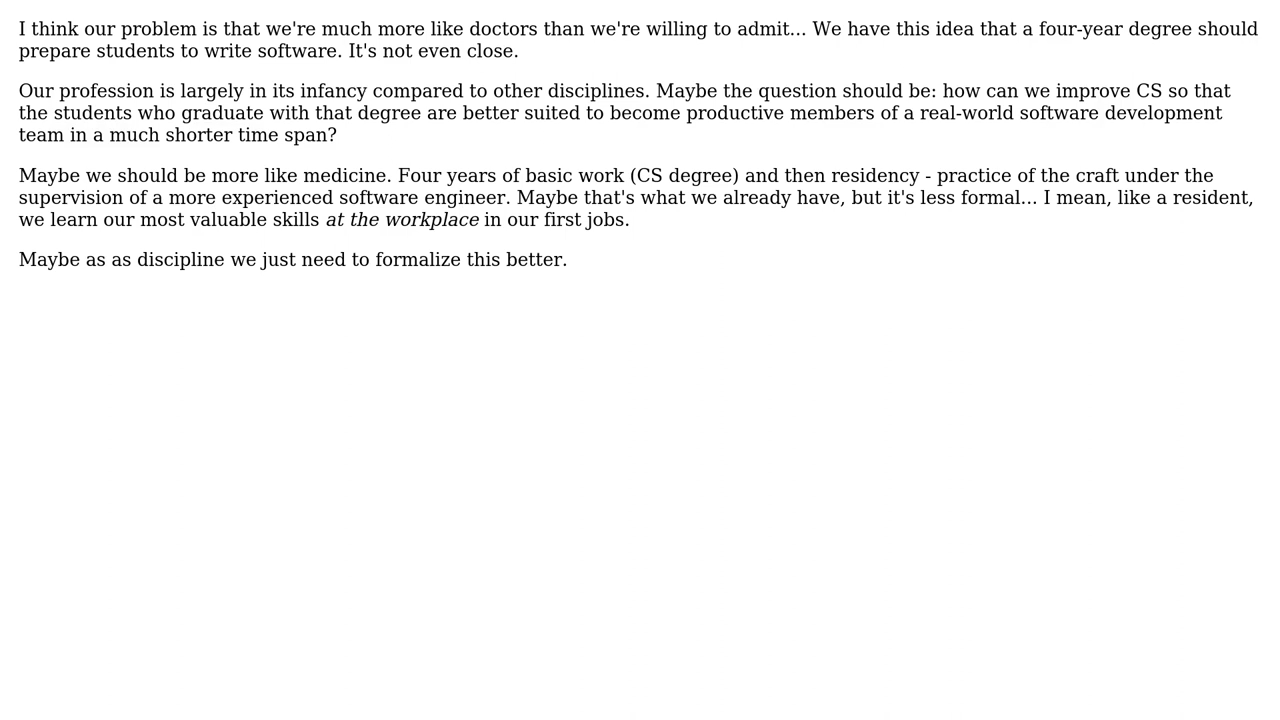 I think our problem is that we're much more like doctors than we're willing to admit... We have this idea that a four-year degree should
prepare students to write software. It's not even close.
Our profession is largely in its infancy compared to other disciplines. Maybe the question should be: how can we improve CS so that
the students who graduate with that degree are better suited to become productive members of a real-world software development
team in a much shorter time span?
Maybe we should be more like medicine. Four years of basic work (CS degree) and then residency - practice of the craft under the
supervision of a more experienced software engineer. Maybe that's what we already have, but it's less formal... I mean, like a resident,
we learn our most valuable skills at the workplace in our first jobs.
Maybe as as discipline we just need to formalize this better.